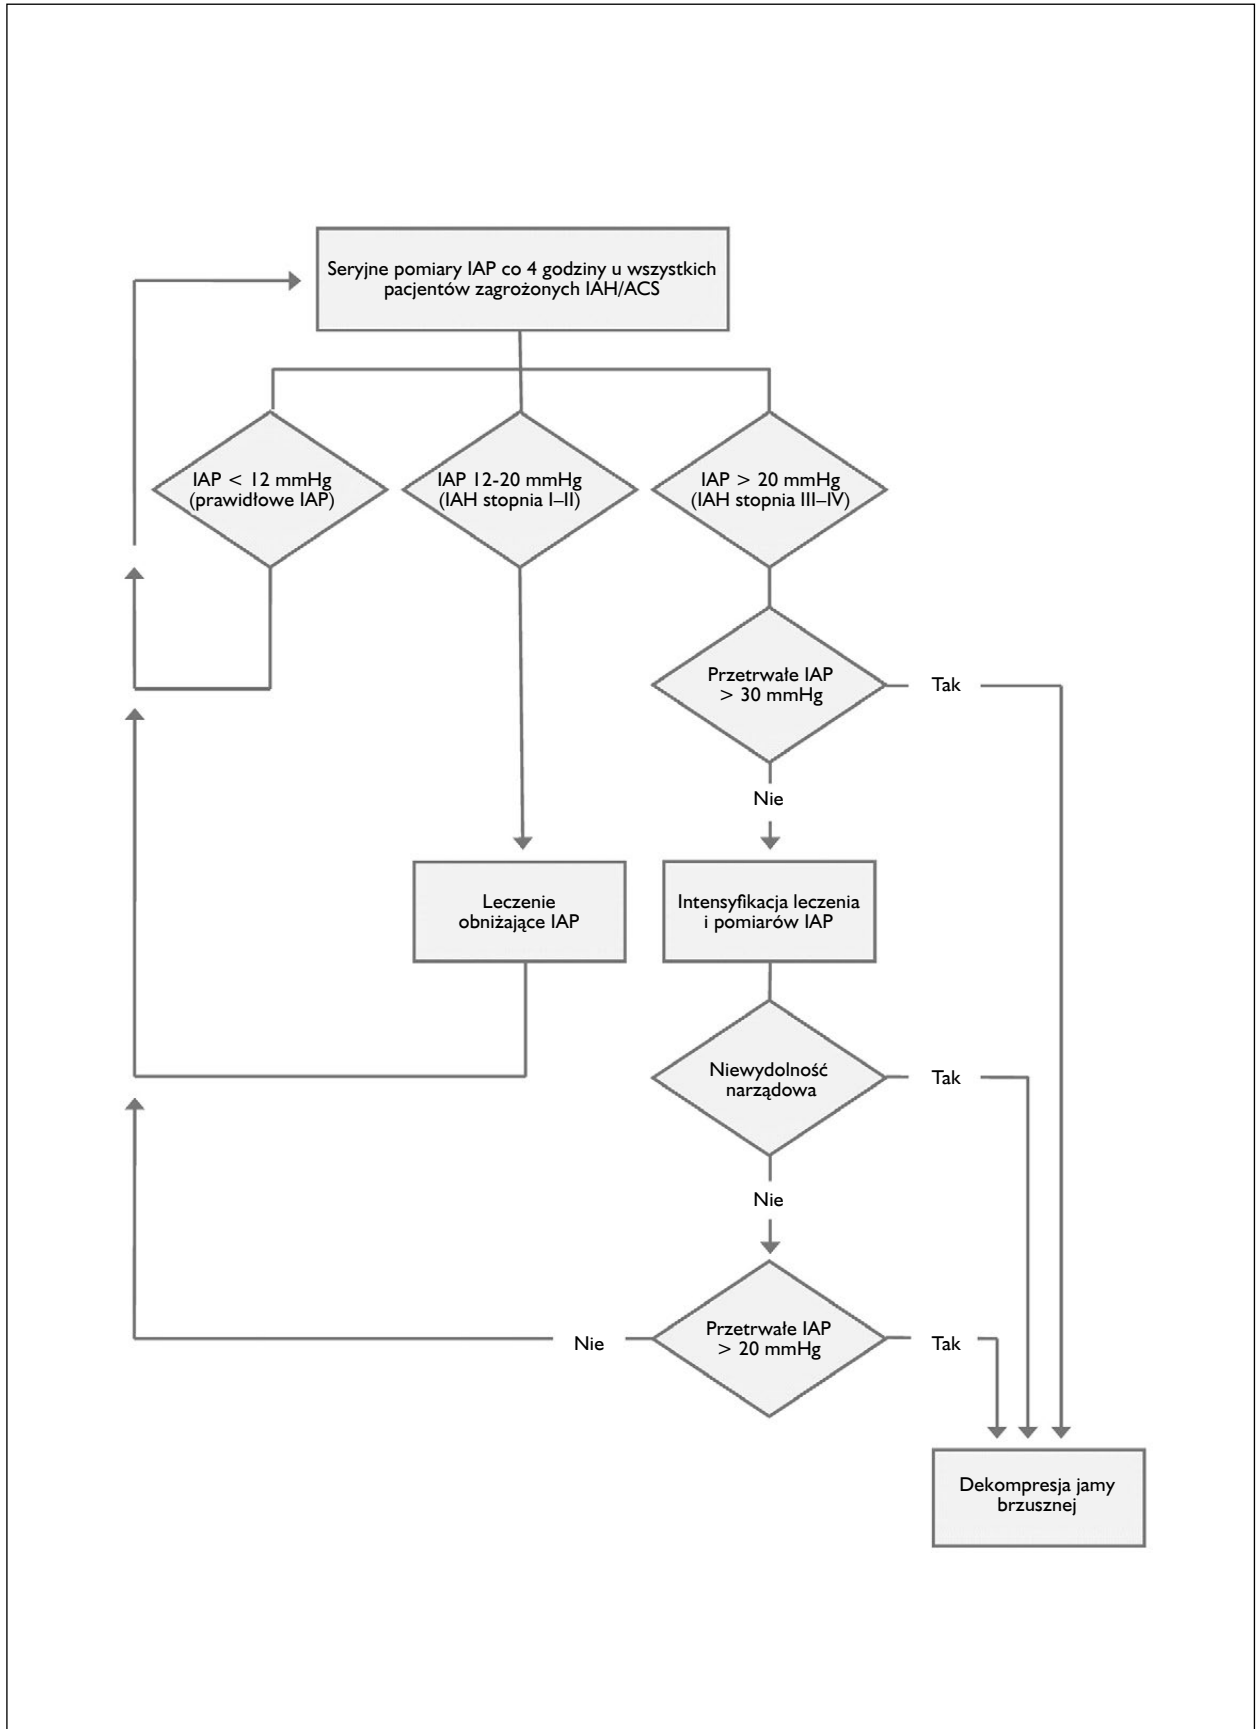 Seryjne pomiary IAP co 4 godziny u wszystkich
pacjentów zagrożonych IAH/ACS
IAP < 12 mmHg
(prawidłowe IAP)
IAP 12-20 mmHg
(IAH stopnia I–II)
IAP > 20 mmHg
(IAH stopnia III–IV)
Przetrwałe IAP
> 30 mmHg
Tak
Nie
Leczenie
obniżające IAP
Intensyfikacja leczenia
i pomiarów IAP
Niewydolność
narządowa
Tak
Nie
Przetrwałe IAP
> 20 mmHg
Nie
Tak
Dekompresja jamy
brzusznej